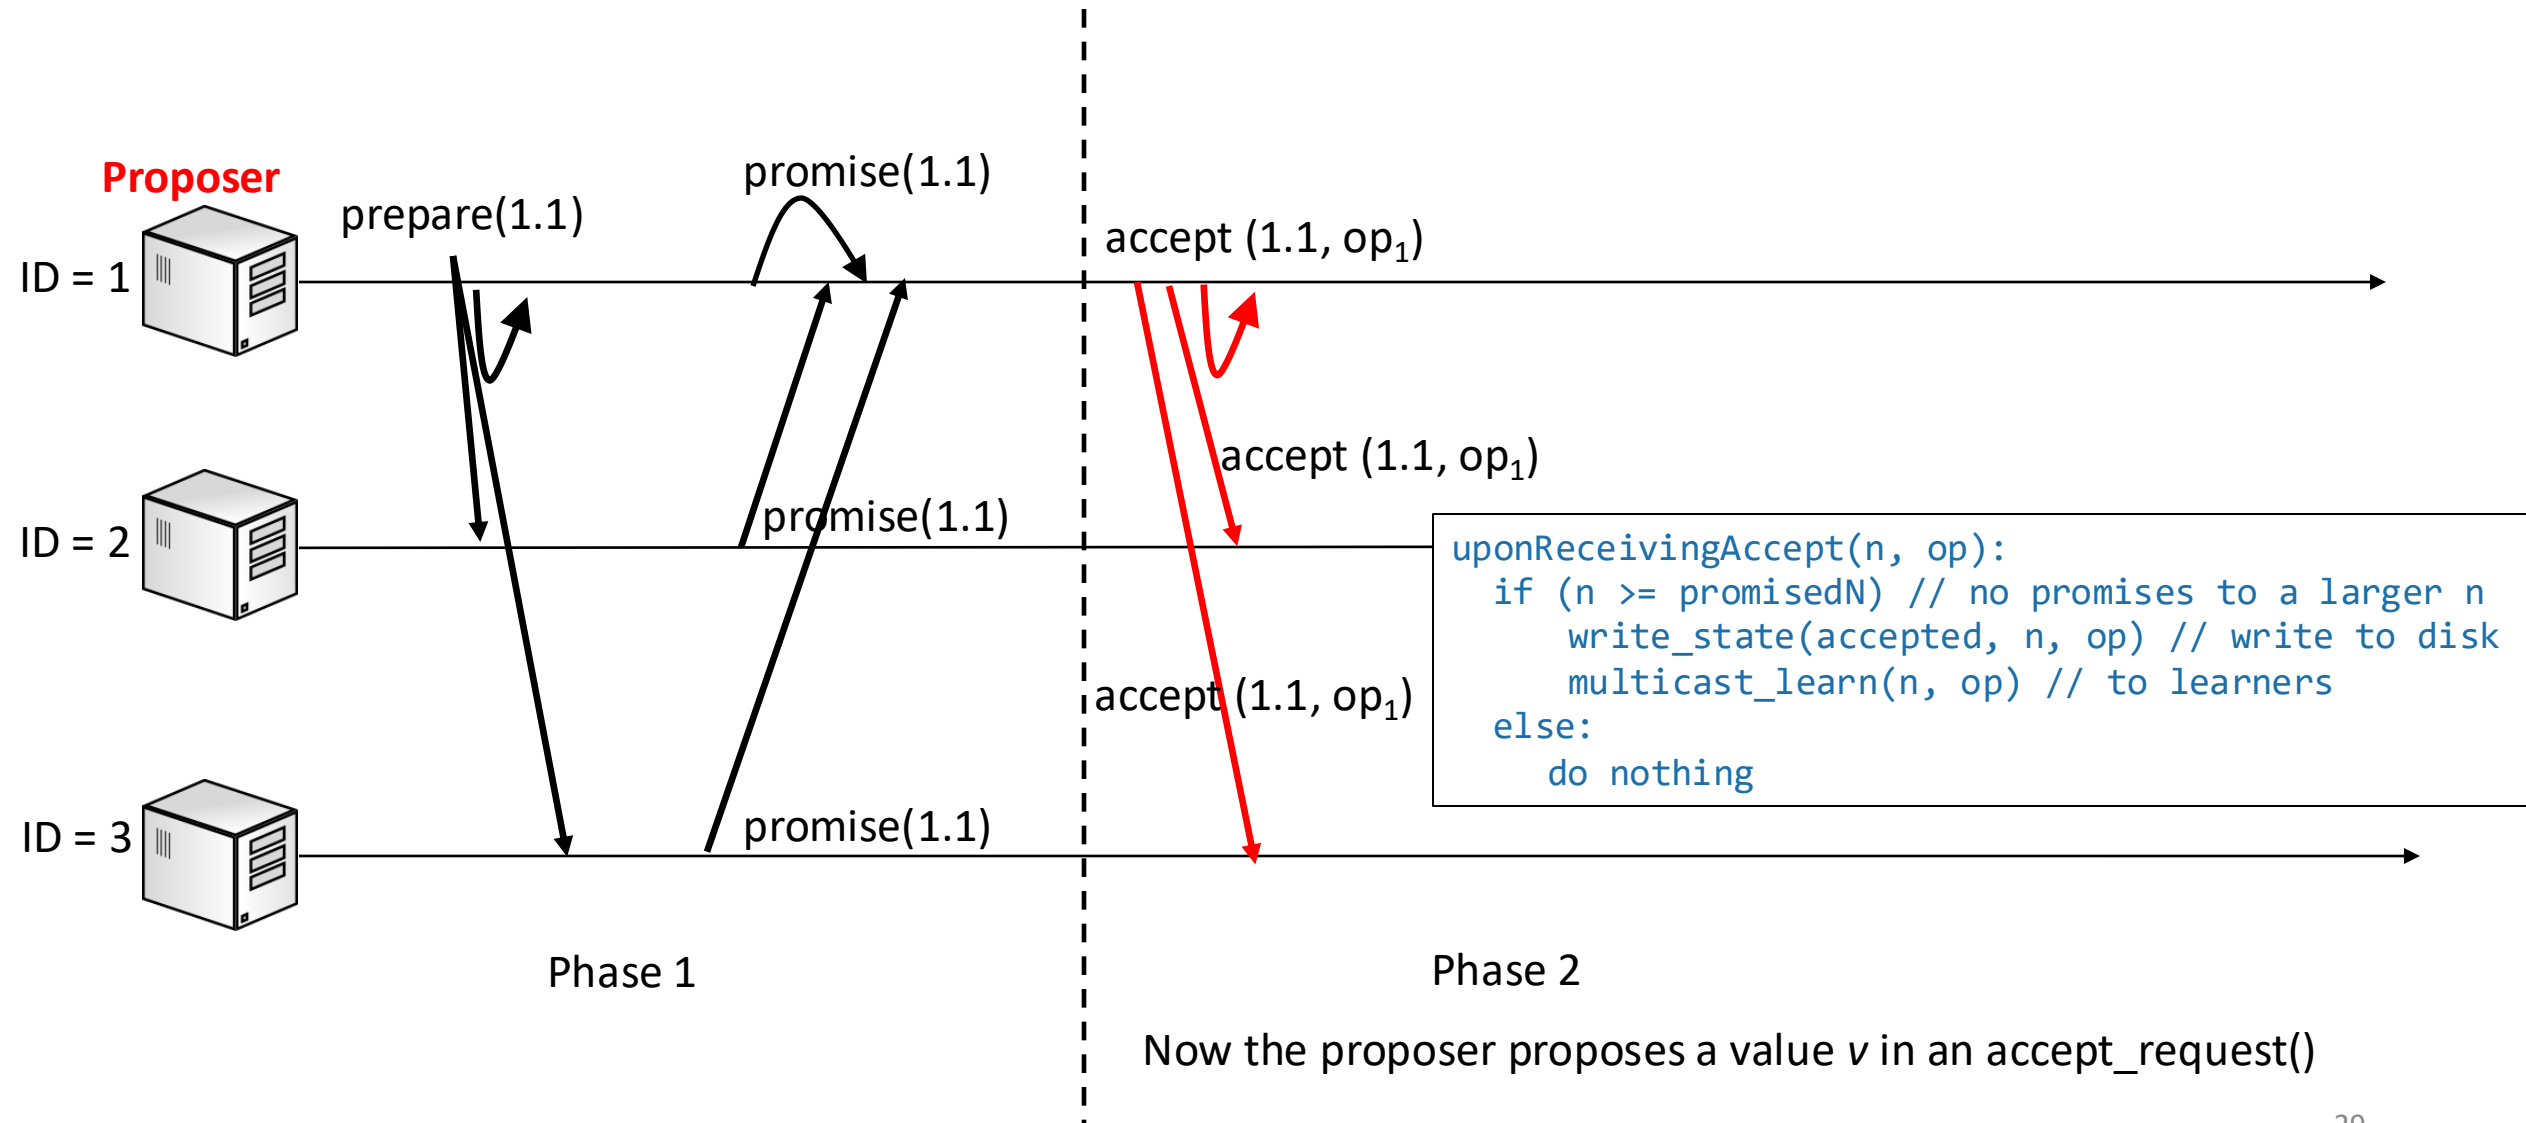 Proposer
promise(1.1)
prepare(1.1)
accept (1.1, op1)
ID = 1
accept (1.1, op1)
promise(1.1)
ID = 2
uponReceivingAccept(n, op):
if (n >= promisedN) // no promises to a larger n
write_state(accepted, n, op) // write to disk
multicast_learn(n, op) // to learners
else:
do nothing
accept (1.1, op1)
promise(1.1)
ID = 3
Phase 1
Phase 2
Now the proposer proposes a value v in an accept_request()